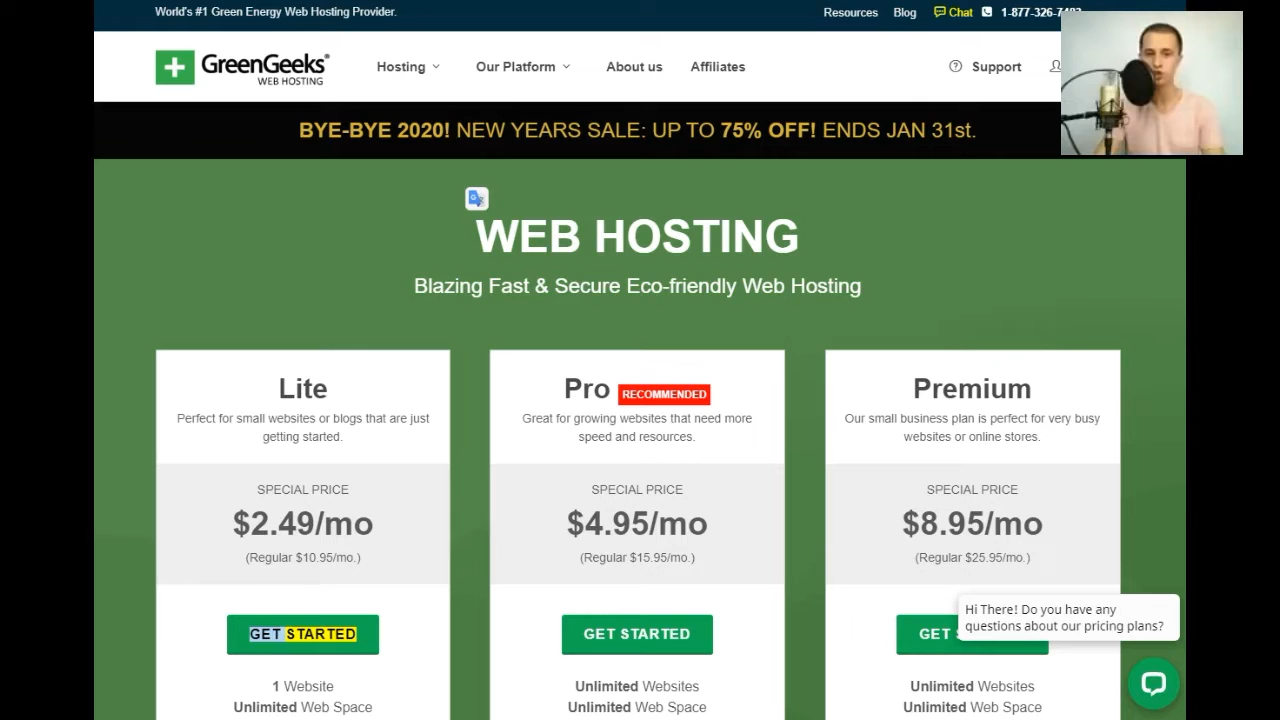 World's #1 Green Energy Web Hosting Provider.
Resources Blog Chat 1-877-326-7483
GreenGeeks®
WEB HOSTING
Hosting Our Platform About us Affiliates Support
BYE-BYE 2020! NEW YEARS SALE: UP TO 75% OFF! ENDS JAN 31st.
WEB HOSTING
Blazing Fast & Secure Eco-friendly Web Hosting
Lite
Perfect for small websites or blogs that are just
getting started.
SPECIAL PRICE
$2.49/mo
(Regular $10.95/mo.)
GET STARTED
1 Website
Unlimited Web Space
Pro RECOMMENDED
Great for growing websites that need more
speed and resources.
SPECIAL PRICE
$4.95/mo
(Regular $15.95/mo.)
GET STARTED
Unlimited Websites
Unlimited Web Space
Premium
Our small business plan is perfect for very busy
websites or online stores.
SPECIAL PRICE
$8.95/mo
(Regular $25.95/mo.)
GET
Unlimited Websites
Unlimited Web Space
Hi There! Do you have any
questions about our pricing plans?